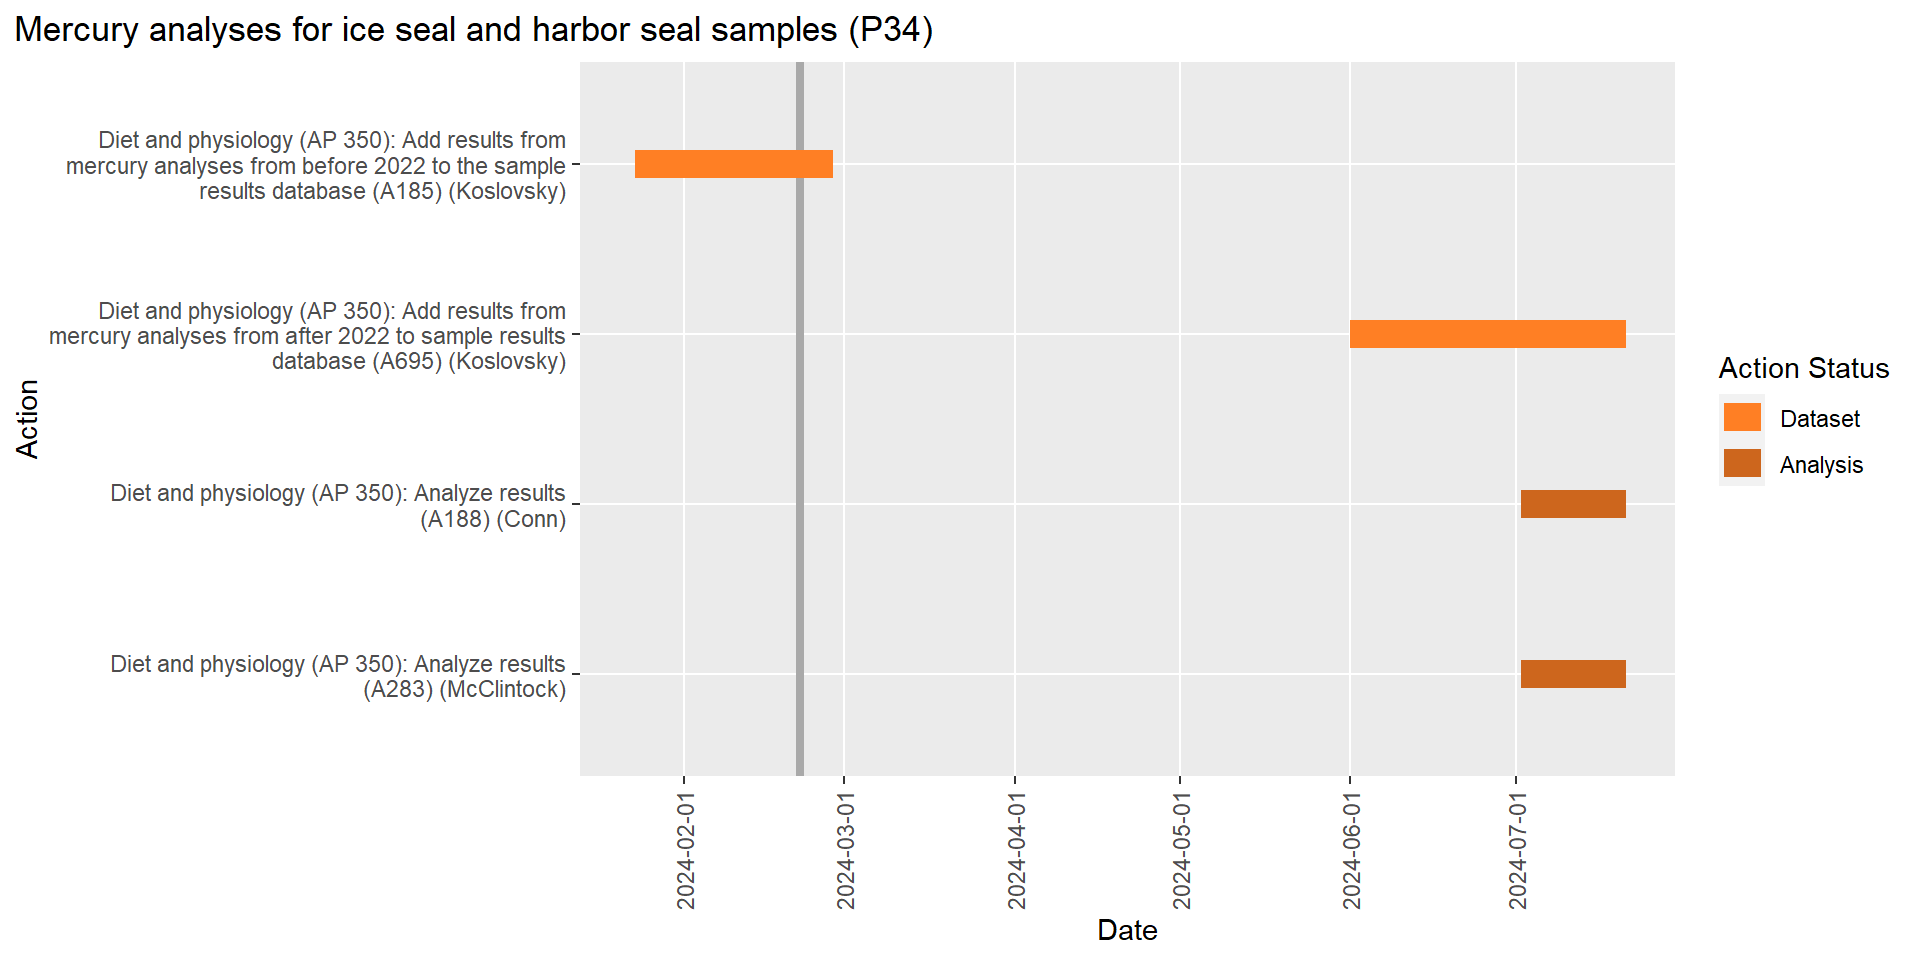 Mercury analyses for ice seal and harbor seal samples (P34)
Diet and physiology (AP 350): Add results from
mercury analyses from before 2022 to the sample
results database (A185) (Koslovsky)
Diet and physiology (AP 350): Add results from
mercury analyses from after 2022 to sample results
database (A695) (Koslovsky)
Diet and physiology (AP 350): Analyze results
(A188) (Conn)
Diet and physiology (AP 350): Analyze results
(A283) (McClintock)
Action
2024-02-01
2024-03-01
2024-04-01
2024-05-01
2024-06-01
2024-07-01
Date
Action Status
Dataset
Analysis